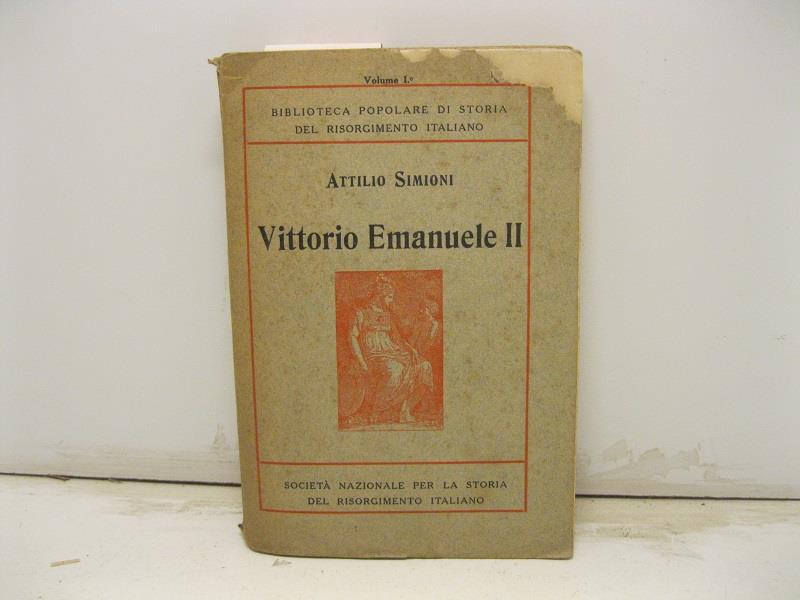 Volume I.º
BIBLIOTECA POPOLARE DI STORIA
DEL RISORGIMENTO ITALIANO
ATTILIO SIMIONI
Vittorio Emanuele II
SOCIETÀ NAZIONALE PER LA STORIA
DEL RISORGIMENTO ITALIANO